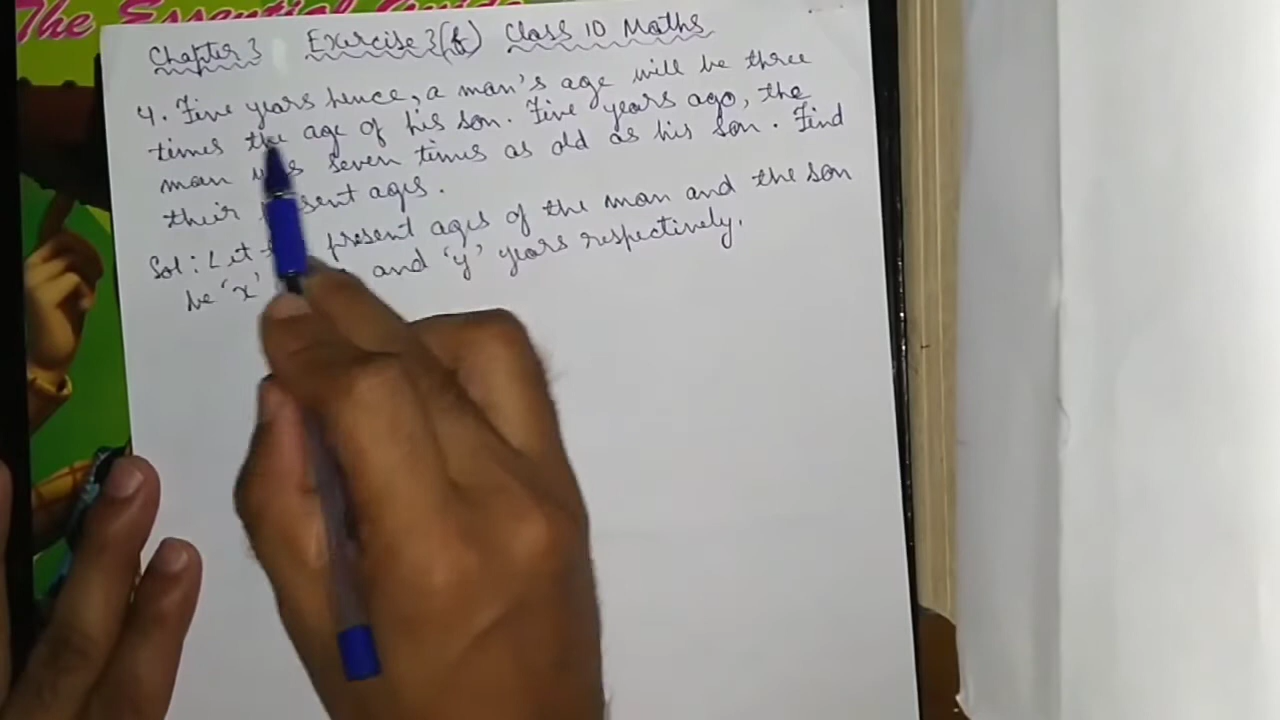 The Essential Guide
Chapter 3 Exercise 3(f) Class 10 Maths
4. Five years hence, a man's age will be three
times the age of his son. Five years ago, the
man was seven times as old as his son. Find
their present ages.
Sol: Let present ages of the man and the son
be 'x' and 'y' years respectively.